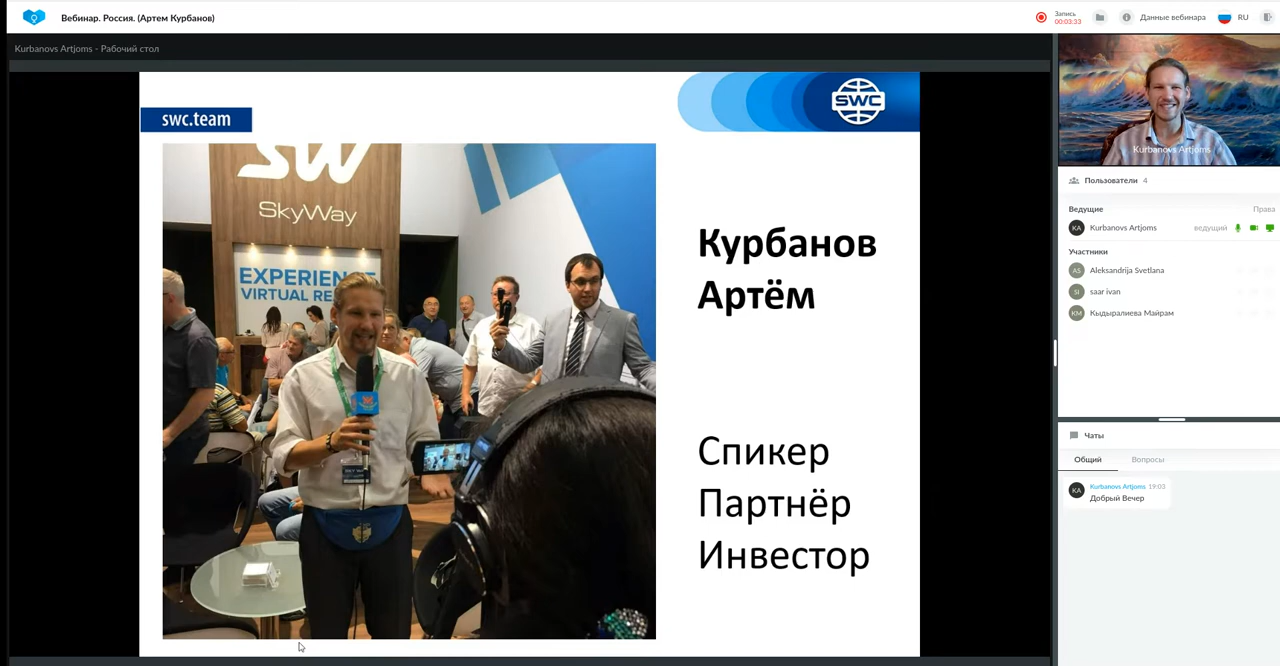 Вебинар. Россия. (Артем Курбанов)
Запись
00:03:33
Данные вебинара
RU
Kurbanovs Artjoms - Рабочий стол
swc.team
SWC
SW
SkyWay
EXPERIENCE
VIRTUAL RE
Курбанов
Артём
Спикер
Партнёр
Инвестор
Kurbanovs Artjoms
Пользователи 4
Ведущие
Права
KA
Kurbanovs Artjoms
ведущий
Участники
AS
Aleksandrija Svetlana
SI
saar ivan
КМ
Кыдыралиева Майрам
Чаты
Общий
Вопросы
KA
Kurbanovs Artjoms 19:03
Добрый Вечер